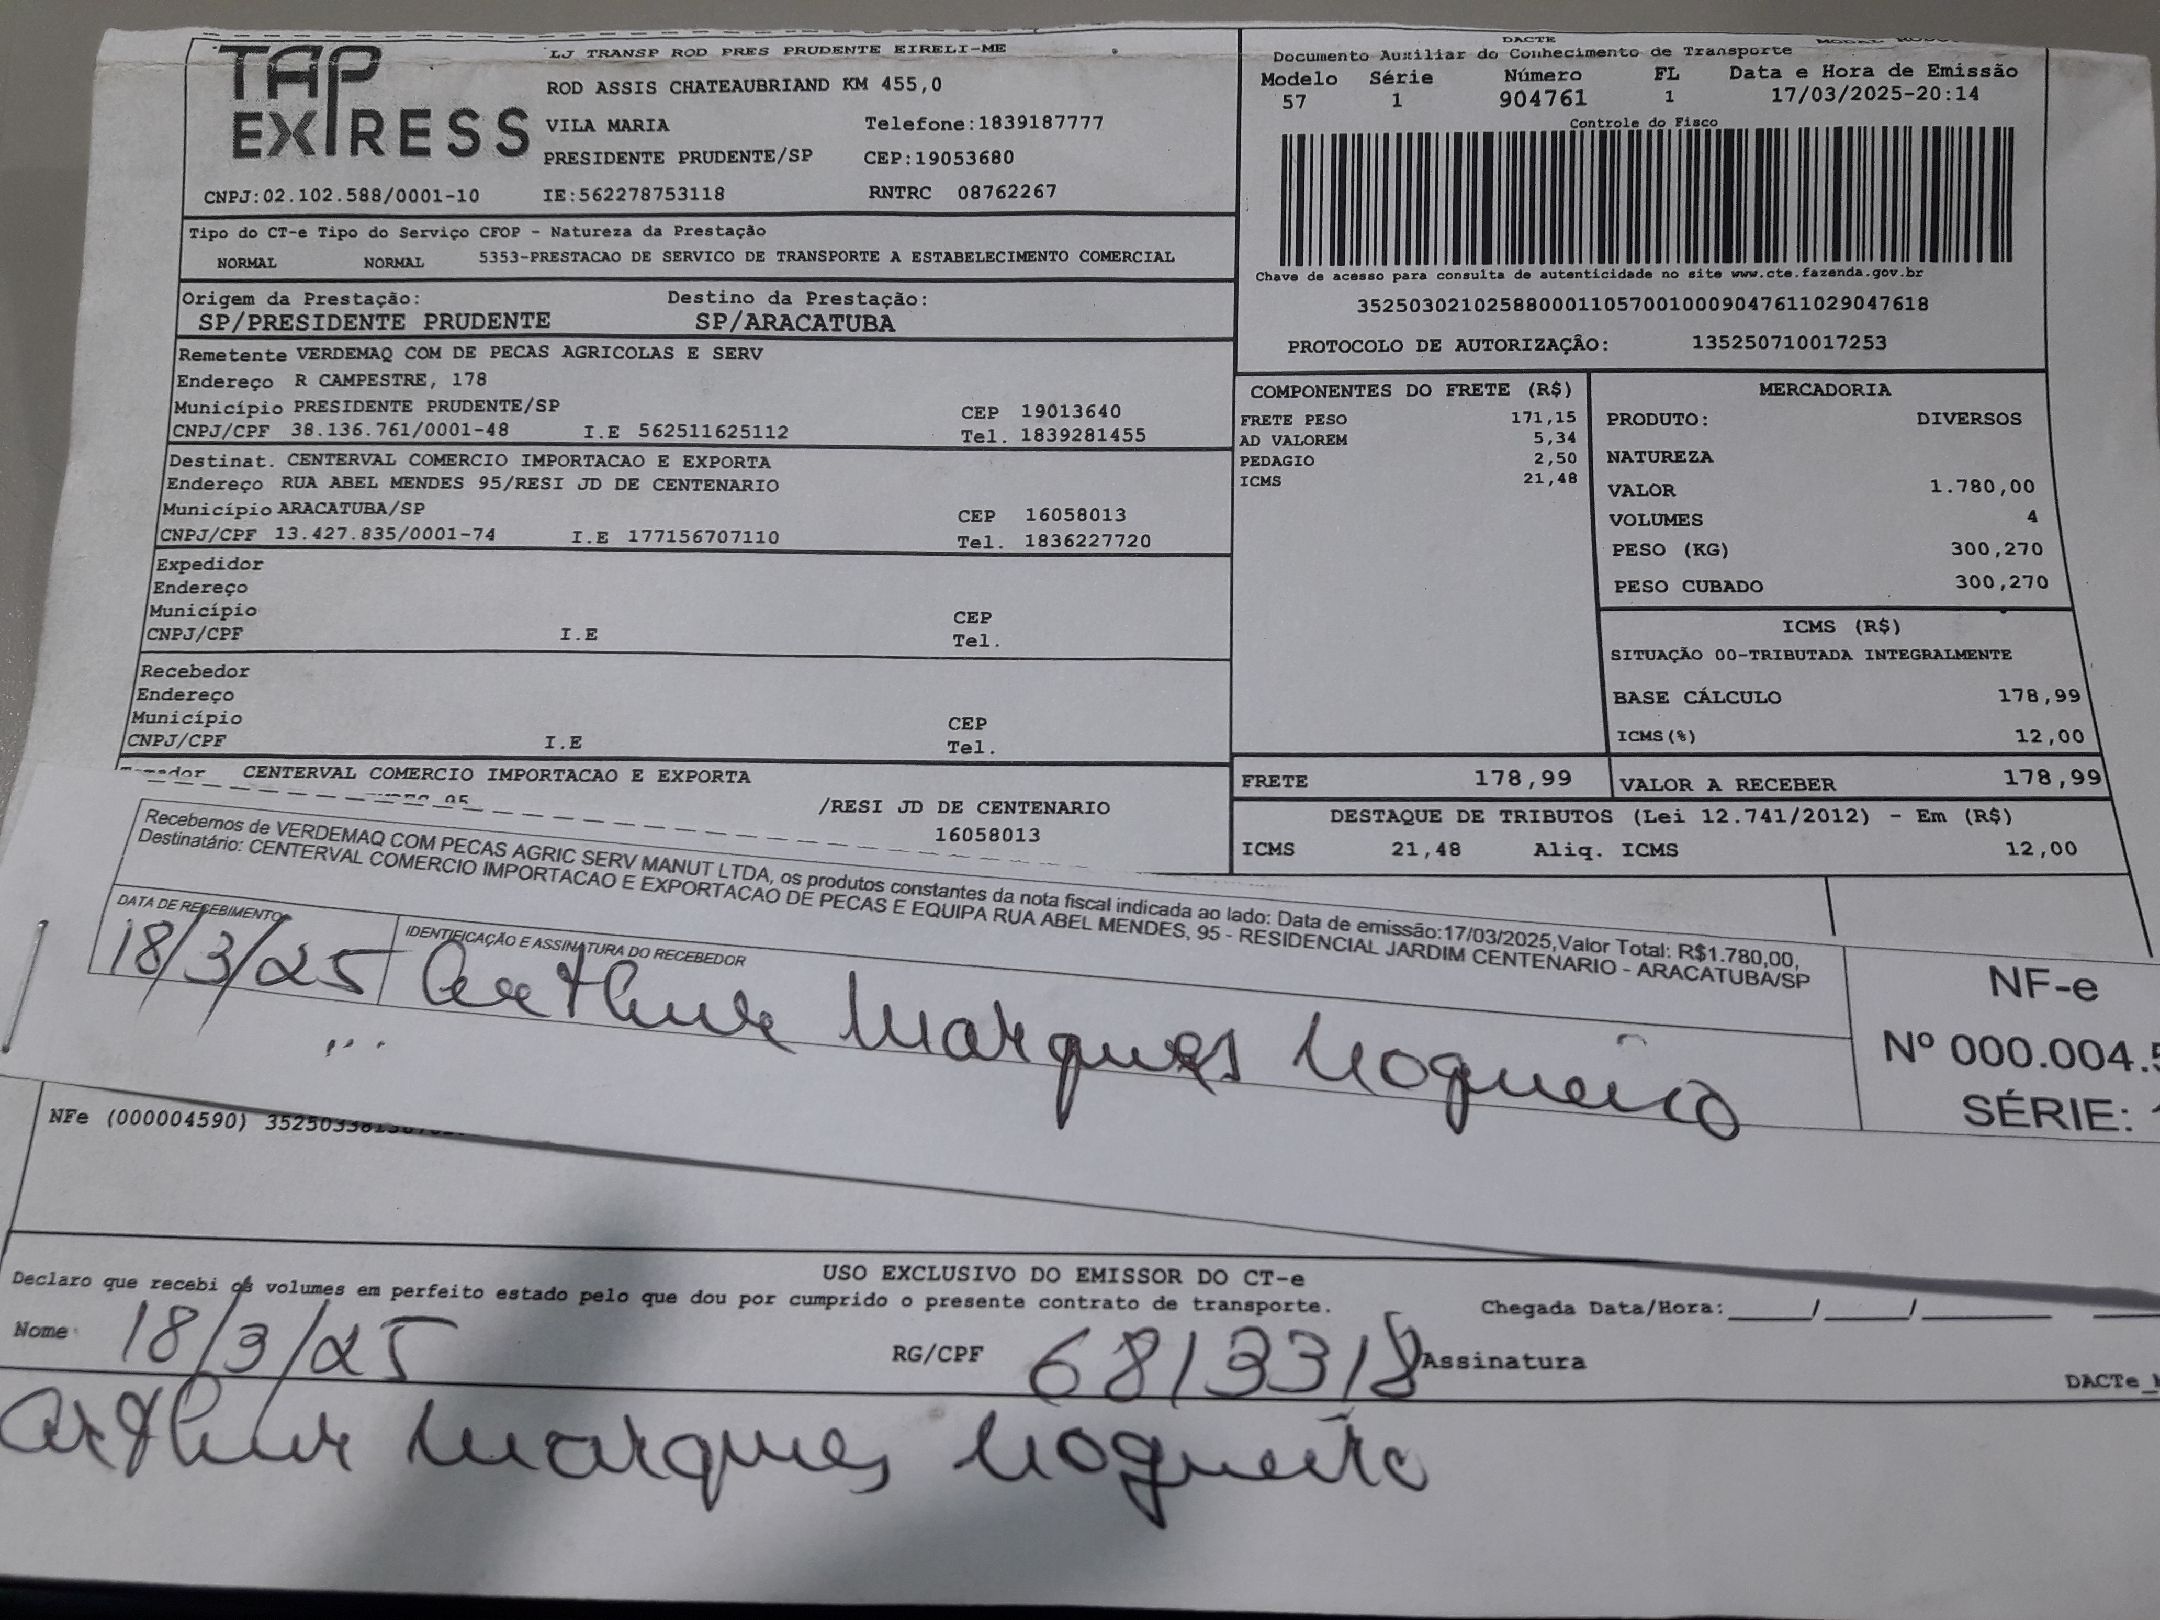 TAP EXPRESS
LJ TRANSP ROD PRES PRUDENTE EIRELI-ME
ROD ASSIS CHATEAUBRIAND KM 455,0
VILA MARIA Telefone:1839187777
PRESIDENTE PRUDENTE/SP CEP:19053680
CNPJ:02.102.588/0001-10 IE:562278753118 RNTRC 08762267
DACTE
Documento Auxiliar do Conhecimento de Transporte
Modelo Série Número FL Data e Hora de Emissão
57 1 904761 1 17/03/2025-20:14
Controle do Fisco
Chave de acesso para consulta de autenticidade no site www.cte.fazenda.gov.br
35250302102588000110570010009047611029047618
PROTOCOLO DE AUTORIZAÇÃO: 135250710017253
Tipo do CT-e Tipo do Serviço CFOP - Natureza da Prestação
NORMAL NORMAL 5353-PRESTACAO DE SERVICO DE TRANSPORTE A ESTABELECIMENTO COMERCIAL
Origem da Prestação: Destino da Prestação:
SP/PRESIDENTE PRUDENTE SP/ARACATUBA
Remetente VERDEMAQ COM DE PECAS AGRICOLAS E SERV
Endereço R CAMPESTRE, 178
Município PRESIDENTE PRUDENTE/SP CEP 19013640
CNPJ/CPF 38.136.761/0001-48 I.E 562511625112 Tel. 1839281455
Destinat. CENTERVAL COMERCIO IMPORTACAO E EXPORTA
Endereço RUA ABEL MENDES 95/RESI JD DE CENTENARIO
Município ARACATUBA/SP CEP 16058013
CNPJ/CPF 13.427.835/0001-74 I.E 177156707110 Tel. 1836227720
Expedidor
Endereço
Município CEP
CNPJ/CPF I.E Tel.
Recebedor
Endereço
Município CEP
CNPJ/CPF I.E Tel.
CENTERVAL COMERCIO IMPORTACAO E EXPORTA
/RESI JD DE CENTENARIO
16058013
COMPONENTES DO FRETE (R$)
FRETE PESO 171,15
AD VALOREM 5,34
PEDAGIO 2,50
ICMS 21,48
MERCADORIA
PRODUTO: DIVERSOS
NATUREZA
VALOR 1.780,00
VOLUMES 4
PESO (KG) 300,270
PESO CUBADO 300,270
ICMS (R$)
SITUAÇÃO 00-TRIBUTADA INTEGRALMENTE
BASE CÁLCULO 178,99
ICMS(%) 12,00
FRETE 178,99 VALOR A RECEBER 178,99
DESTAQUE DE TRIBUTOS (Lei 12.741/2012) - Em (R$)
ICMS 21,48 Aliq. ICMS 12,00
Recebemos de VERDEMAQ COM PECAS AGRIC SERV MANUT LTDA, os produtos constantes da nota fiscal indicada ao lado: Data de emissão:17/03/2025,Valor Total: R$1.780,00,
Destinatário: CENTERVAL COMERCIO IMPORTACAO E EXPORTACAO DE PECAS E EQUIPA RUA ABEL MENDES, 95 - RESIDENCIAL JARDIM CENTENARIO - ARACATUBA/SP
DATA DE RECEBIMENTO IDENTIFICAÇÃO E ASSINATURA DO RECEBEDOR
18/3/25 Arthur Marques Nogueira
NF-e
Nº 000.004.5
SÉRIE:
NFe (000004590)
USO EXCLUSIVO DO EMISSOR DO CT-e
Declaro que recebi os volumes em perfeito estado pelo que dou por cumprido o presente contrato de transporte. Chegada Data/Hora:____/____/______
Nome 18/3/25 RG/CPF 6813318 Assinatura
DACTe
Arthur Marques Nogueira